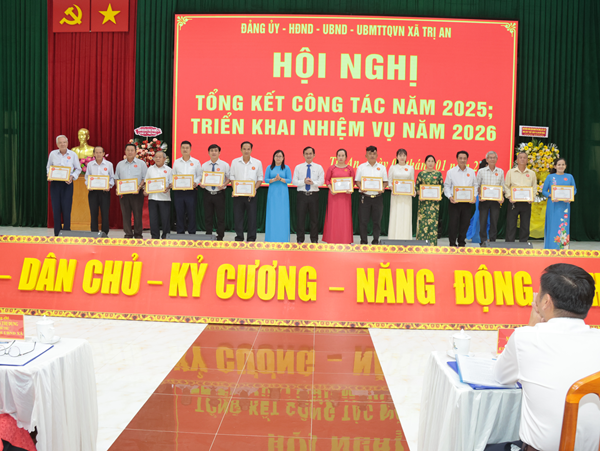 ĐẢNG ỦY - HĐND - UBND - UBMTTQVN XÃ TRỊ AN
HỘI NGHỊ
TỔNG KẾT CÔNG TÁC NĂM 2025;
TRIỂN KHAI NHIỆM VỤ NĂM 2026
– DÂN CHỦ – KỶ CƯƠNG – NĂNG ĐỘNG